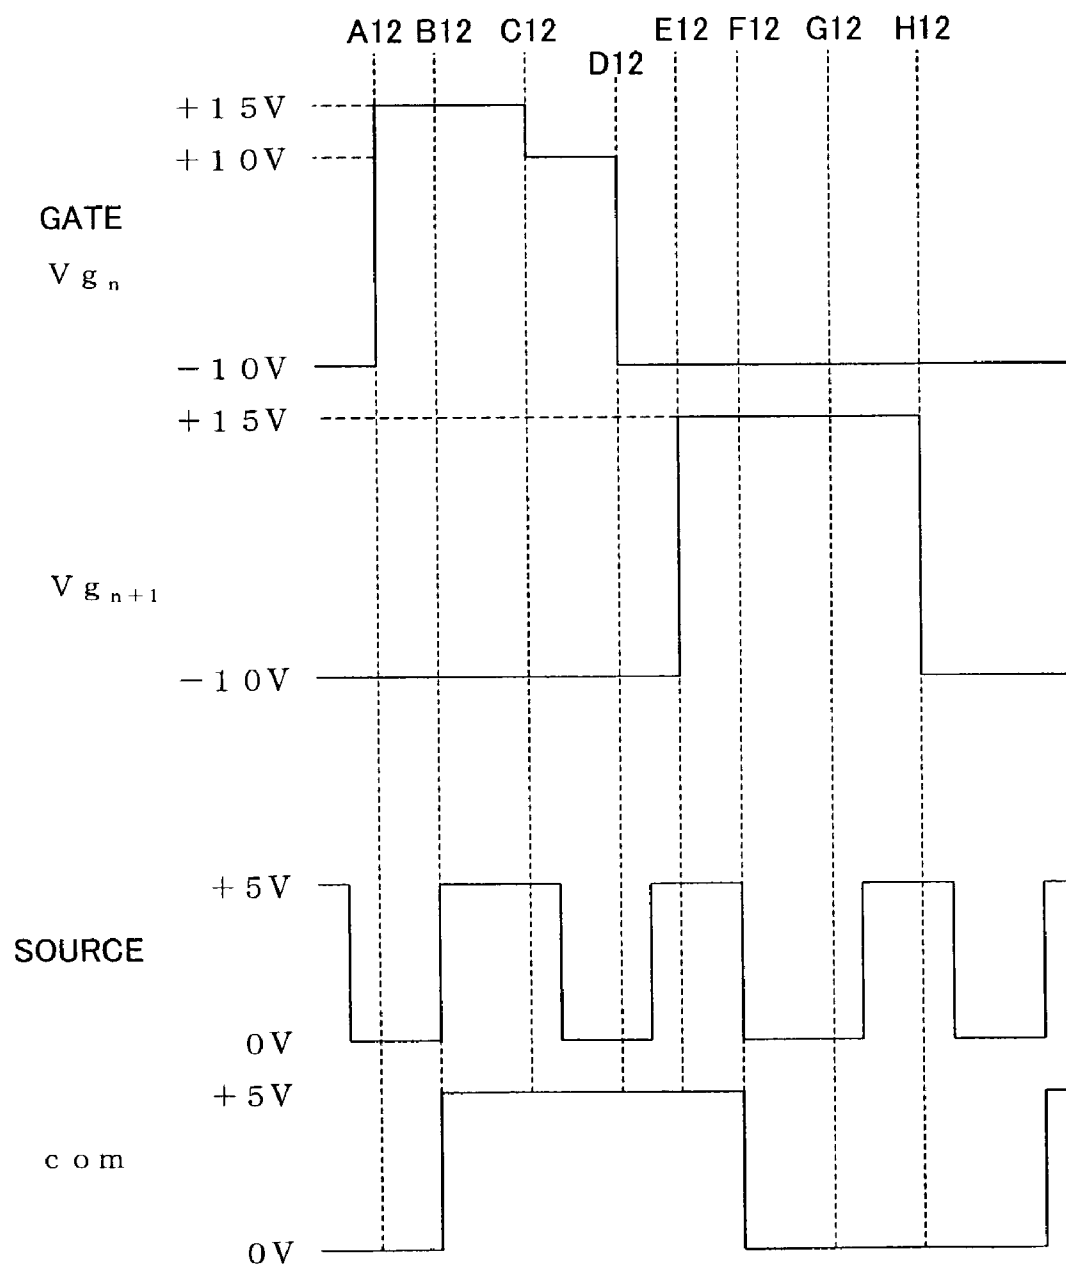 A12 B12 C12 D12 E12 F12 G12 H12
+15V
+10V
GATE
Vgn
−10V
+15V
Vgn+1
−10V
+5V
SOURCE
0V
+5V
com
0V